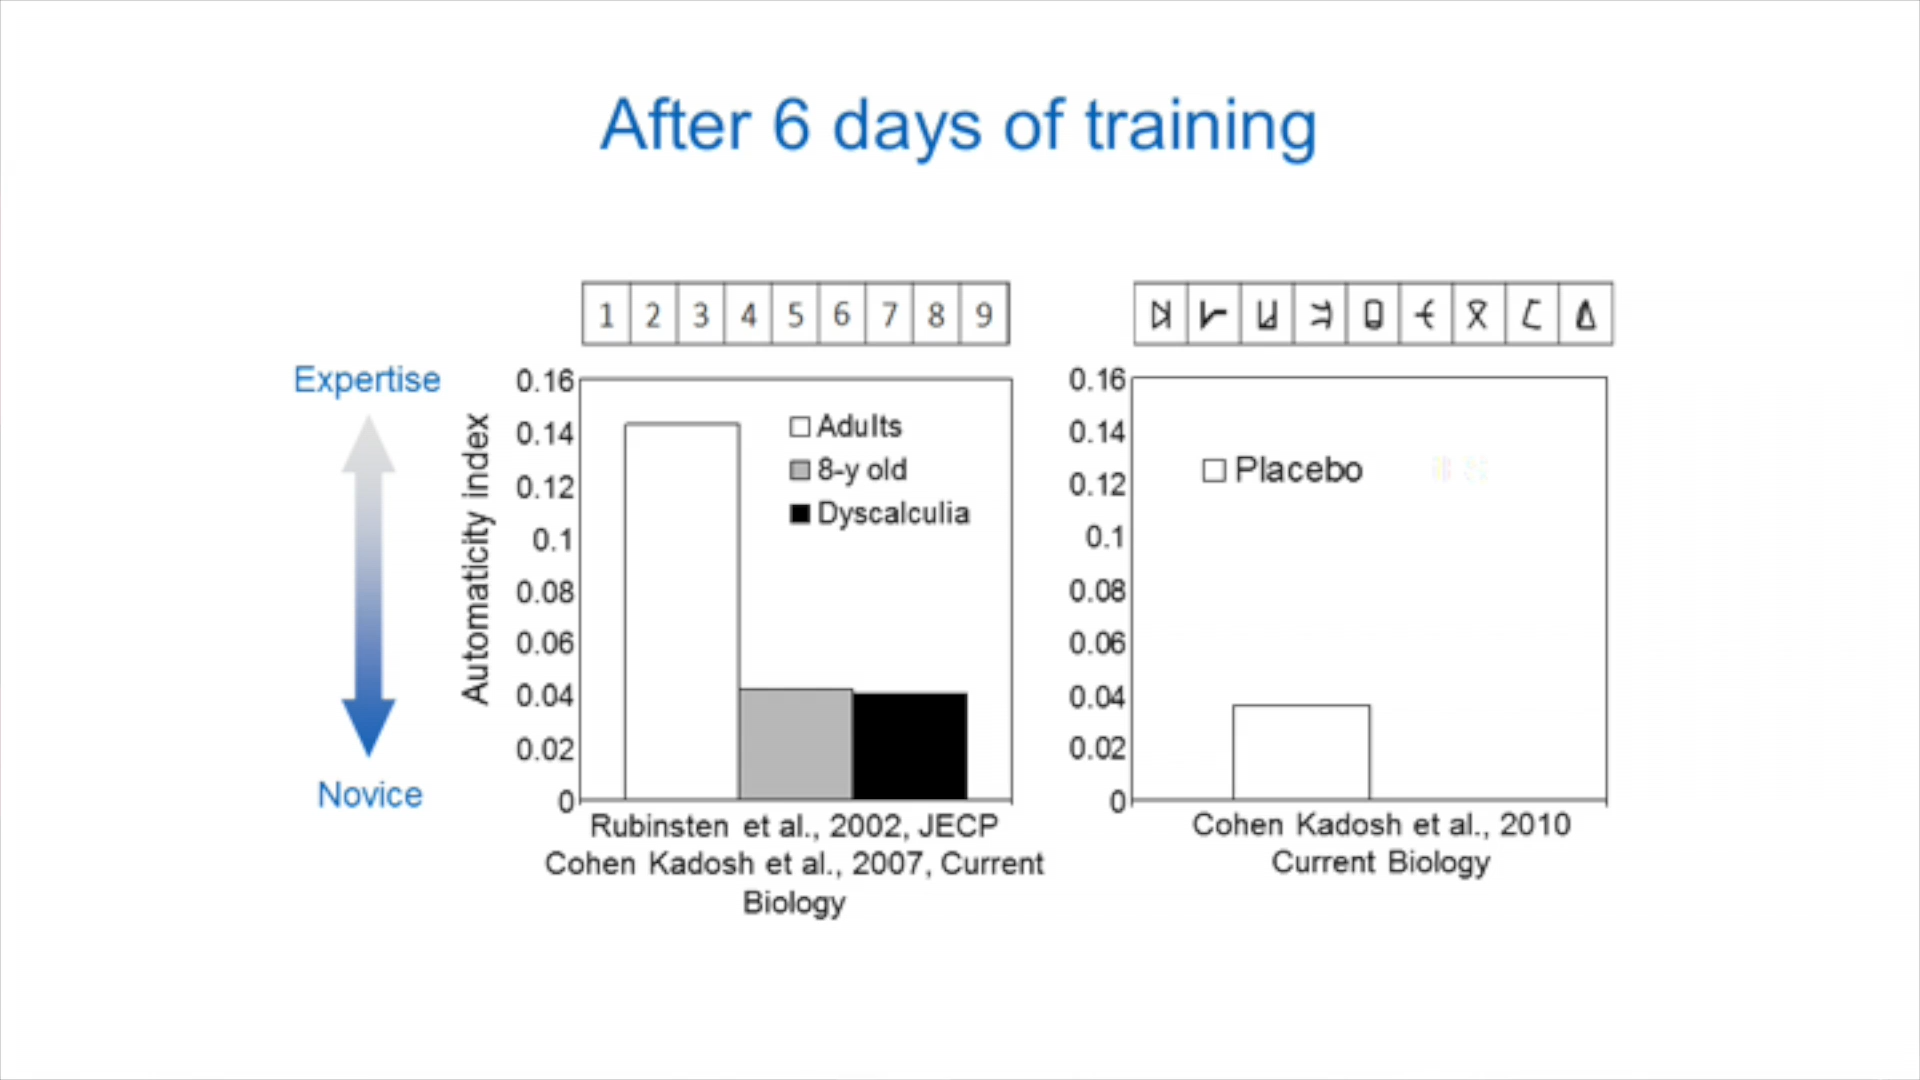 After 6 days of training
1 2 3 4 5 6 7 8 9
Expertise
Novice
Automaticity index
0.16
0.14
0.12
0.1
0.08
0.06
0.04
0.02
0
Adults
8-y old
Dyscalculia
Rubinsten et al., 2002, JECP
Cohen Kadosh et al., 2007, Current
Biology
0.16
0.14
0.12
0.1
0.08
0.06
0.04
0.02
0
Placebo
Cohen Kadosh et al., 2010
Current Biology